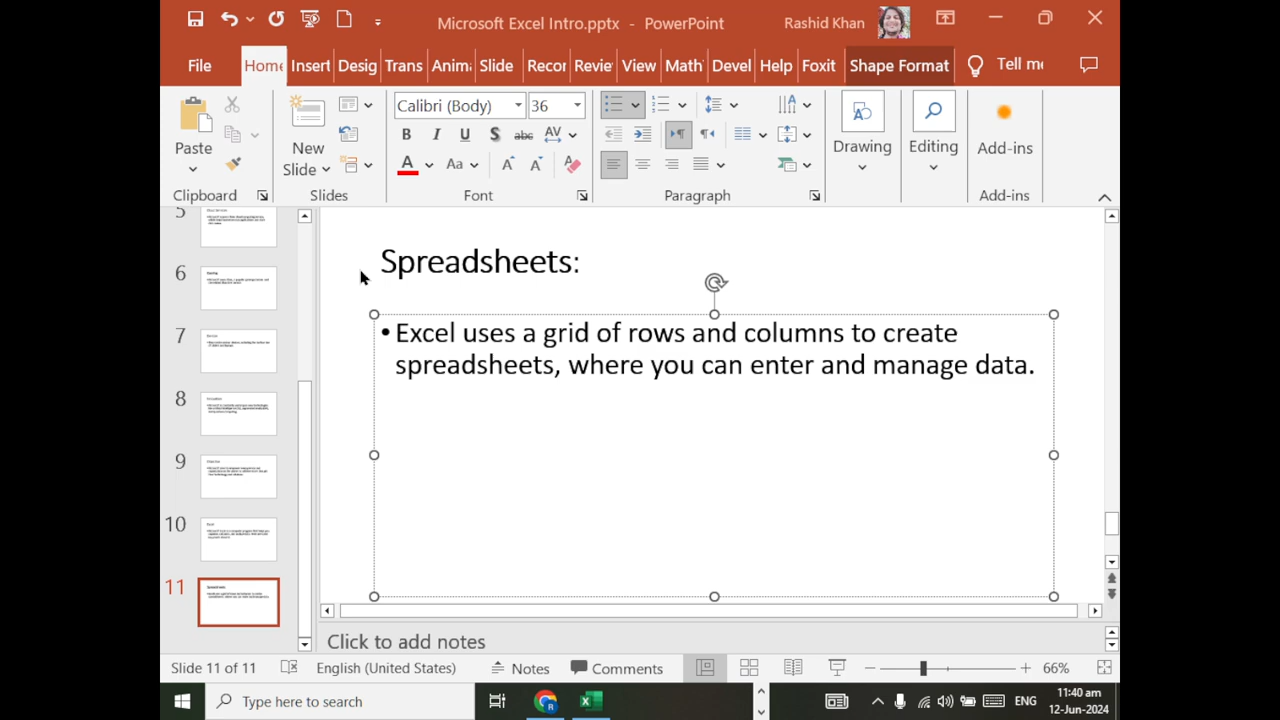 Microsoft Excel Intro.pptx - PowerPoint
Rashid Khan
File Home Insert Desig Trans Anima Slide Recor Revie View Math Devel Help Foxit Shape Format Tell me
Calibri (Body) 36
Paste
New
Slide
Drawing
Editing
Add-ins
Clipboard Slides Font Paragraph Add-ins
5
6
7
8
9
10
11
Spreadsheets:
• Excel uses a grid of rows and columns to create
spreadsheets, where you can enter and manage data.
Click to add notes
Slide 11 of 11 English (United States) Notes Comments 66%
Type here to search
ENG
11:40 am
12-Jun-2024